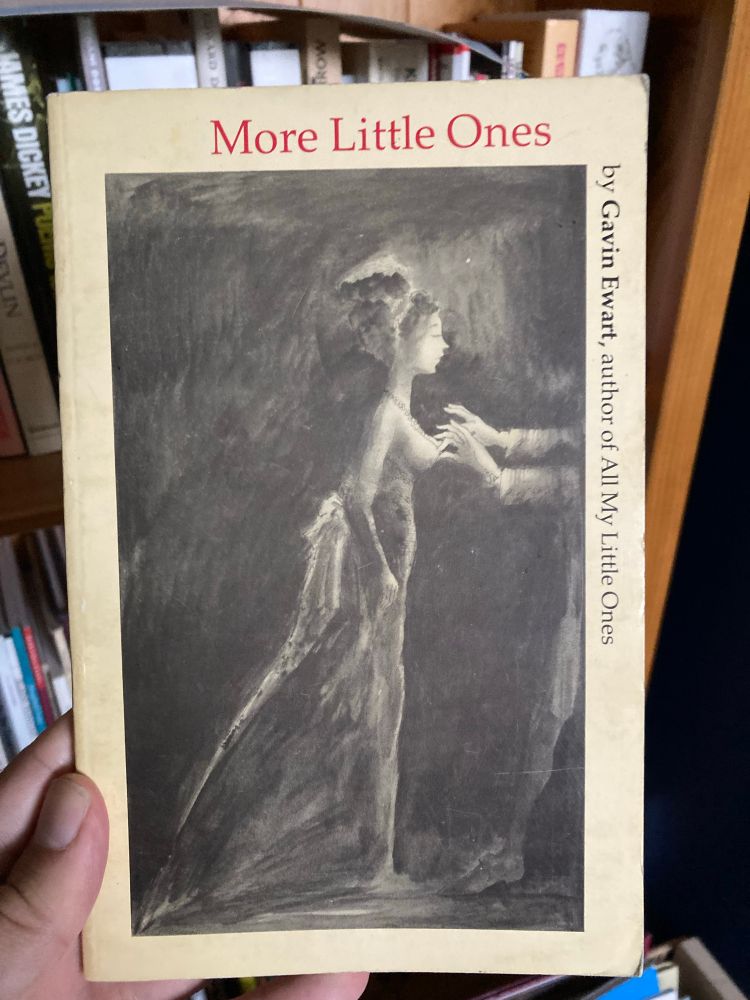 More Little Ones
by Gavin Ewart, author of All My Little Ones
JAMES DICKEY
DEVLIN